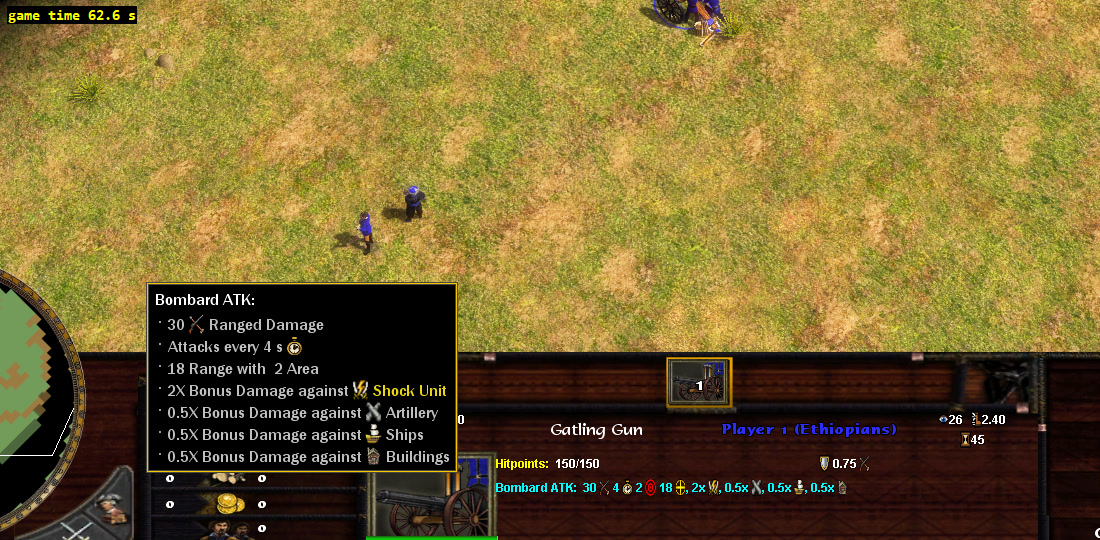 game time 62.6 s
Bombard ATK:
· 30 Ranged Damage
· Attacks every 4 s
· 18 Range with 2 Area
· 2X Bonus Damage against Shock Unit
· 0.5X Bonus Damage against Artillery
· 0.5X Bonus Damage against Ships
· 0.5X Bonus Damage against Buildings
1
0
Gatling Gun
Player 1 (Ethiopians)
26 2.40
45
Hitpoints: 150/150
0.75
Bombard ATK: 30 4 2 18 , 2x , 0.5x , 0.5x , 0.5x
0 0
0 0
0